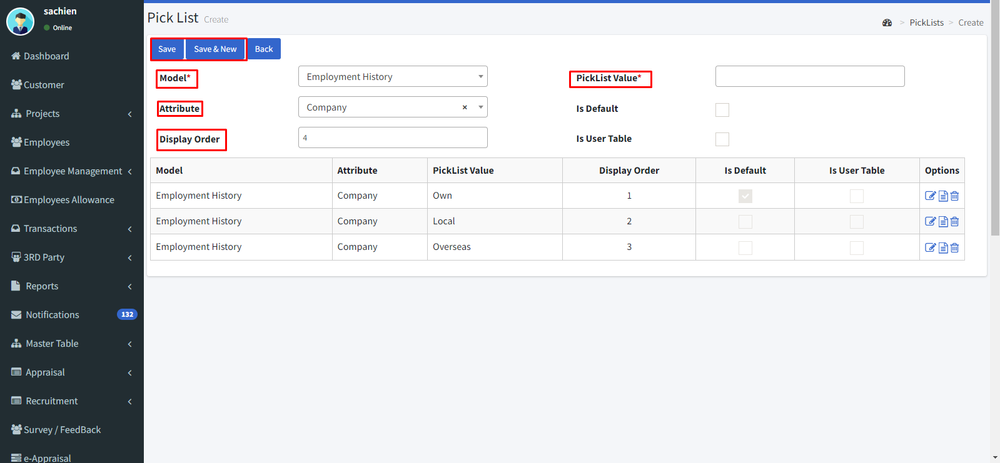 sachien
Online
Dashboard
Customer
Projects
Employees
Employee Management
Employees Allowance
Transactions
3RD Party
Reports
Notifications 132
Master Table
Appraisal
Recruitment
Survey / FeedBack
e-Appraisal
Pick List Create
> PickLists > Create
Save Save & New Back
Model* Employment History PickList Value*
Attribute Company × Is Default
Display Order 4 Is User Table
Model Attribute PickList Value Display Order Is Default Is User Table Options
Employment History Company Own 1
Employment History Company Local 2
Employment History Company Overseas 3